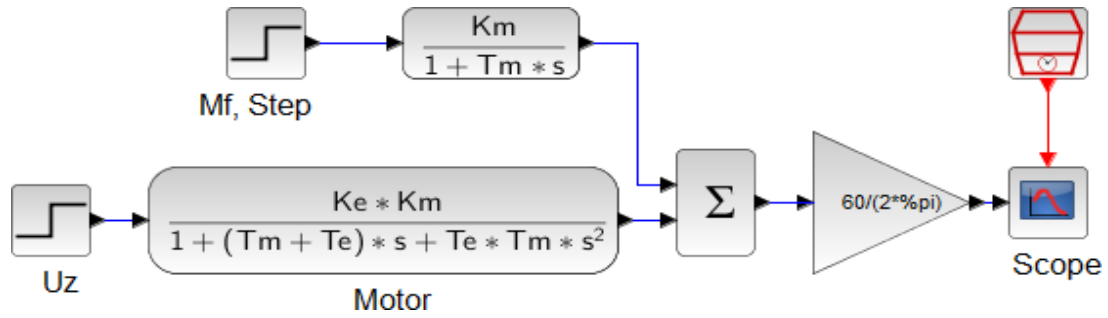 Km
1 + Tm ∗ s
Mf, Step
Ke ∗ Km
1 + (Tm + Te) ∗ s + Te ∗ Tm ∗ s²
Uz
Motor
Σ
60/(2*%pi)
Scope